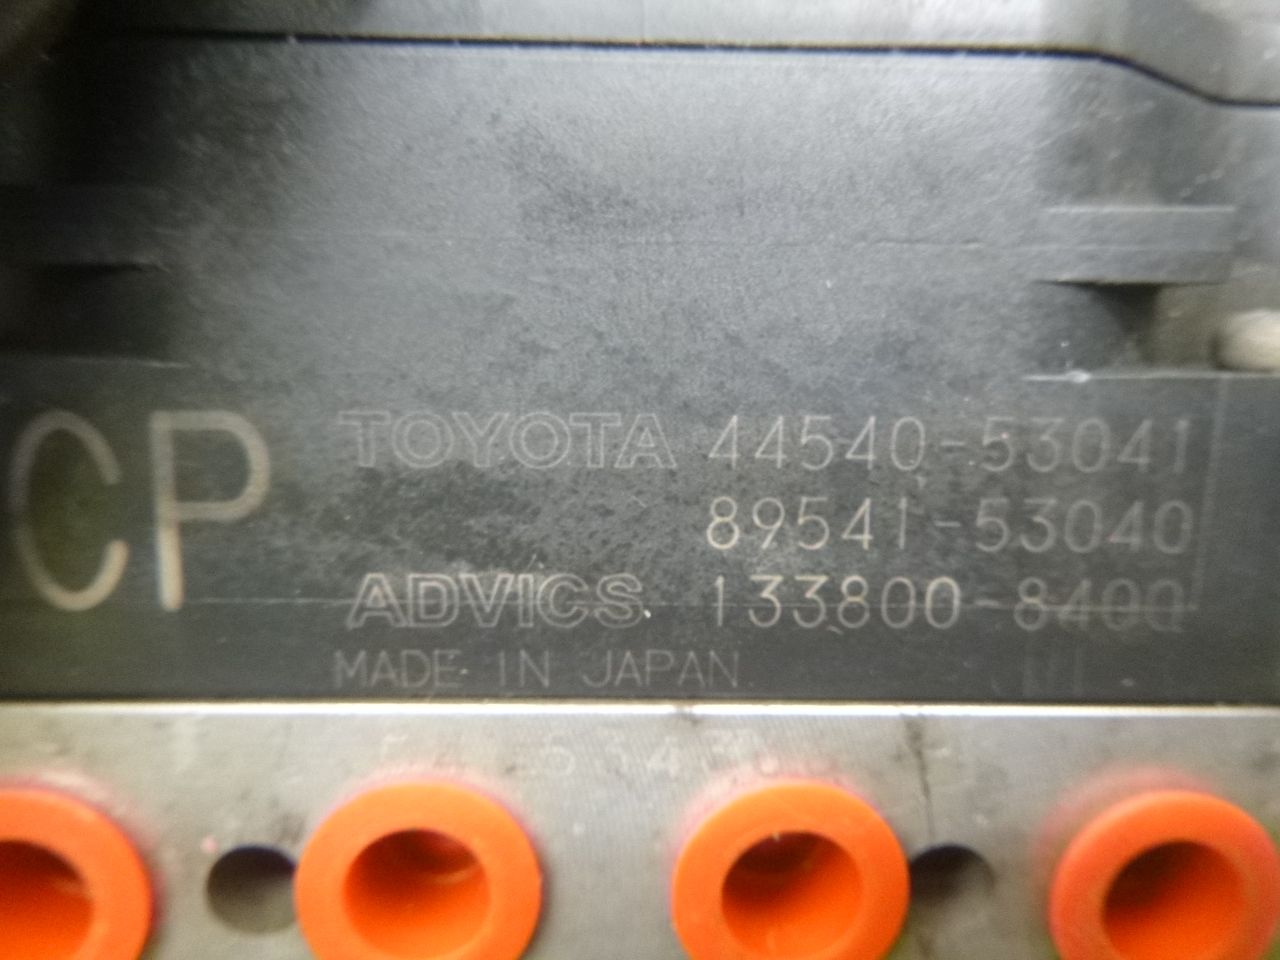 CP
TOYOTA 44540-53041
89541-53040
ADVICS 133800-8400
MADE IN JAPAN